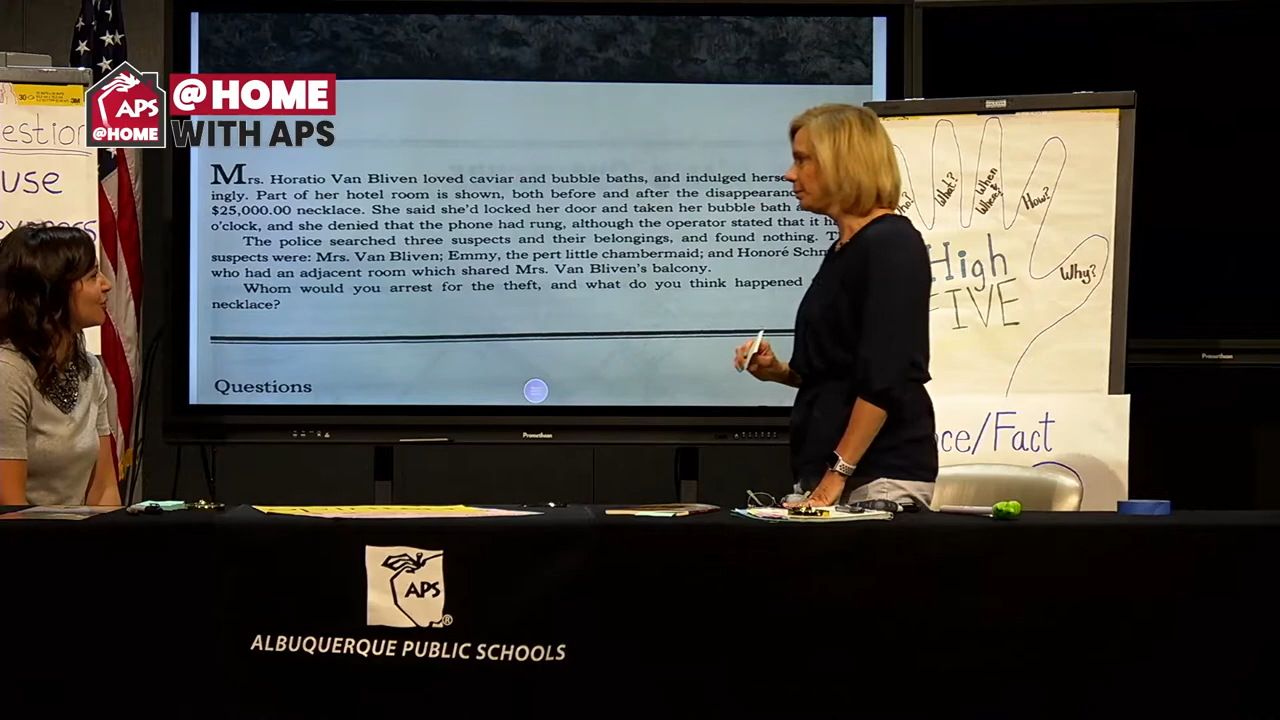 APS
@HOME
@HOME
WITH APS
30
3M
use
Mrs. Horatio Van Bliven loved caviar and bubble baths, and indulged
ingly. Part of her hotel room is shown, both before and after the
$25,000.00 necklace. She said she'd locked her door and taken her bubble bath
o'clock, and she denied that the phone had rung, although the operator stated that it
The police searched three suspects and their belongings, and found nothing.
suspects were: Mrs. Van Bliven; Emmy, the pert little chambermaid; and Honoré
who had an adjacent room which shared Mrs. Van Bliven's balcony.
Whom would you arrest for the theft, and what do you think happened
necklace?
Questions
Promethean
What?
When
Where?
How?
Why?
High
FIVE
/Fact
Promethean
APS
®
ALBUQUERQUE PUBLIC SCHOOLS